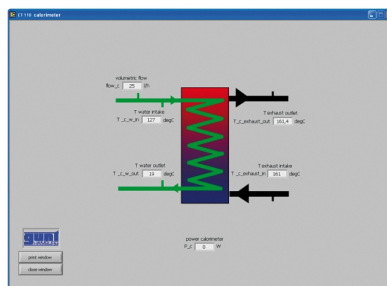 CT 110 calorimeter
volumetric flow
flow_c 25 l/h
T water intake
T_c_w_in 127 degC
T exhaust outlet
T_c_exhaust_out 161,4 degC
T water outlet
T_c_w_out 19 degC
T exhaust intake
T_c_exhaust_in 161 degC
power calorimeter
P_c 0 W
print window
close window